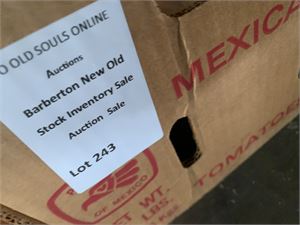 O OLD SOULS ONLINE
Auctions
Barberton New Old
Stock Inventory Sale
Auction Sale
Lot 243
MEXICA
TOMATOE
OF MEXICO
CT WT.
LBS.